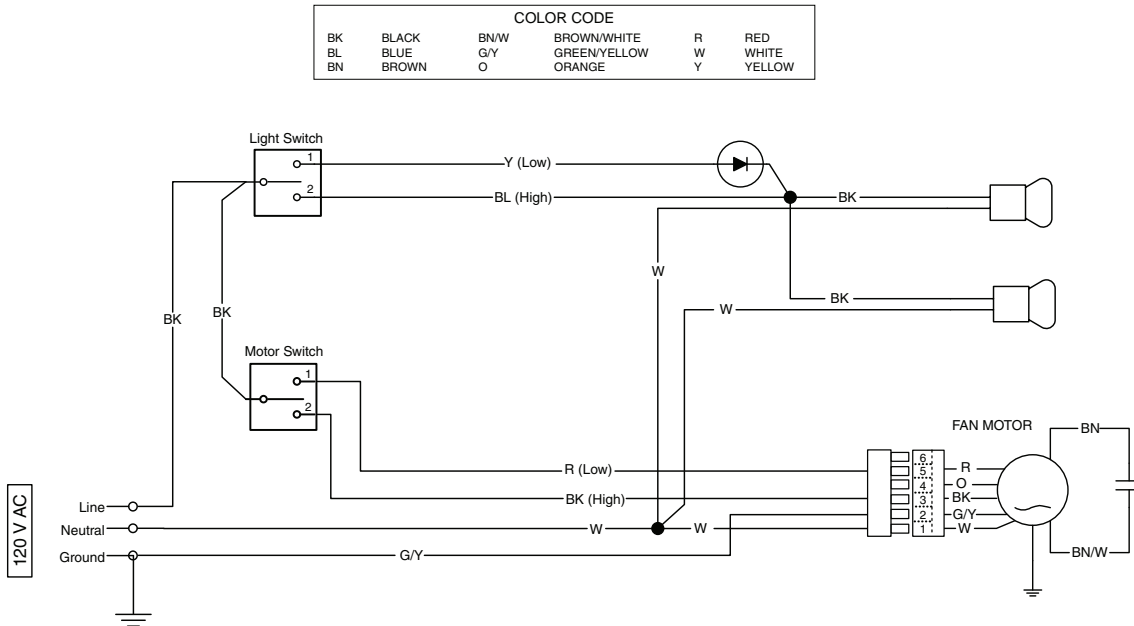 COLOR CODE
BK BLACK BN/W BROWN/WHITE R RED
BL BLUE G/Y GREEN/YELLOW W WHITE
BN BROWN O ORANGE Y YELLOW
Light Switch
1
Y (Low)
2
BL (High)
BK
W
BK
W
BK
BK
Motor Switch
1
2
FAN MOTOR
BN
R (Low)
BK (High)
6
5
4
3
2
1
R
O
BK
G/Y
W
120 V AC
Line
Neutral
W
W
Ground
G/Y
BN/W